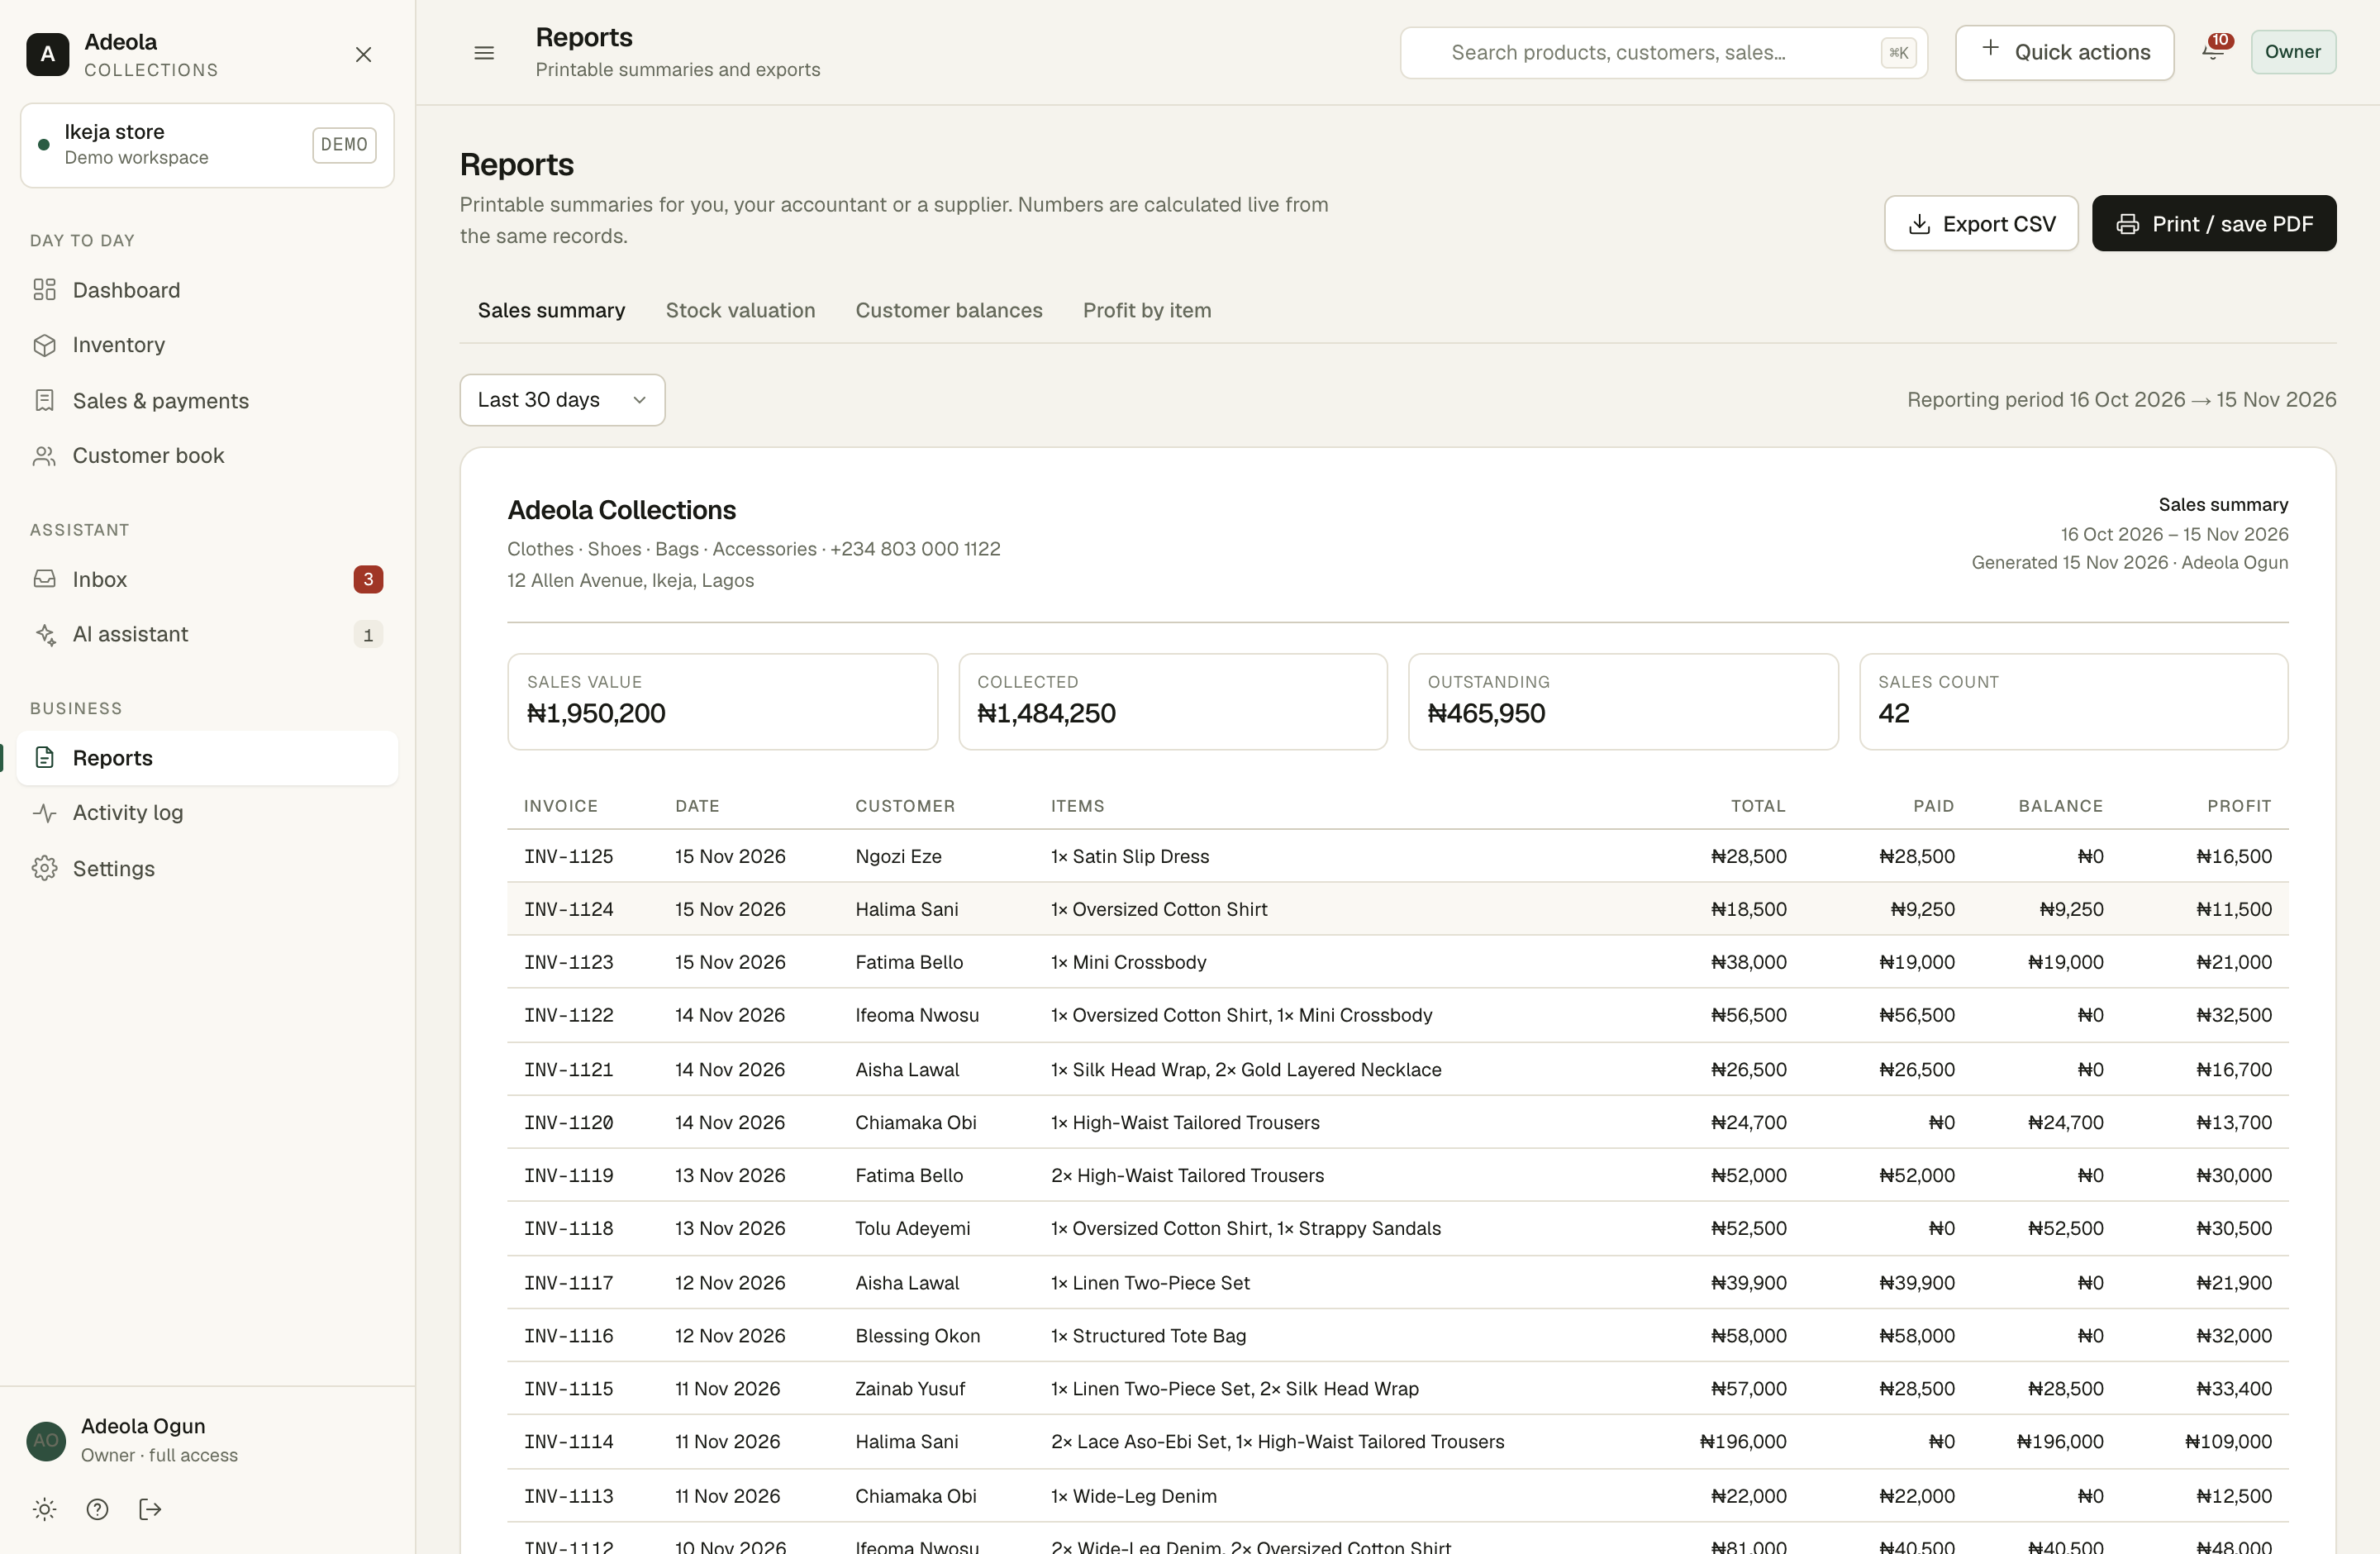 A
Adeola
COLLECTIONS
Ikeja store
Demo workspace
DEMO
DAY TO DAY
Dashboard
Inventory
Sales & payments
Customer book
ASSISTANT
Inbox 3
AI assistant 1
BUSINESS
Reports
Activity log
Settings
AO
Adeola Ogun
Owner · full access
Reports
Printable summaries and exports
Search products, customers, sales... ⌘K
Quick actions
10
Owner
Reports
Printable summaries for you, your accountant or a supplier. Numbers are calculated live from
the same records.
Export CSV
Print / save PDF
Sales summary Stock valuation Customer balances Profit by item
Last 30 days
Reporting period 16 Oct 2026 → 15 Nov 2026
Adeola Collections
Clothes · Shoes · Bags · Accessories · +234 803 000 1122
12 Allen Avenue, Ikeja, Lagos
Sales summary
16 Oct 2026 – 15 Nov 2026
Generated 15 Nov 2026 · Adeola Ogun
SALES VALUE
₦1,950,200
COLLECTED
₦1,484,250
OUTSTANDING
₦465,950
SALES COUNT
42
INVOICE DATE CUSTOMER ITEMS TOTAL PAID BALANCE PROFIT
INV-1125 15 Nov 2026 Ngozi Eze 1× Satin Slip Dress ₦28,500 ₦28,500 ₦0 ₦16,500
INV-1124 15 Nov 2026 Halima Sani 1× Oversized Cotton Shirt ₦18,500 ₦9,250 ₦9,250 ₦11,500
INV-1123 15 Nov 2026 Fatima Bello 1× Mini Crossbody ₦38,000 ₦19,000 ₦19,000 ₦21,000
INV-1122 14 Nov 2026 Ifeoma Nwosu 1× Oversized Cotton Shirt, 1× Mini Crossbody ₦56,500 ₦56,500 ₦0 ₦32,500
INV-1121 14 Nov 2026 Aisha Lawal 1× Silk Head Wrap, 2× Gold Layered Necklace ₦26,500 ₦26,500 ₦0 ₦16,700
INV-1120 14 Nov 2026 Chiamaka Obi 1× High-Waist Tailored Trousers ₦24,700 ₦0 ₦24,700 ₦13,700
INV-1119 13 Nov 2026 Fatima Bello 2× High-Waist Tailored Trousers ₦52,000 ₦52,000 ₦0 ₦30,000
INV-1118 13 Nov 2026 Tolu Adeyemi 1× Oversized Cotton Shirt, 1× Strappy Sandals ₦52,500 ₦0 ₦52,500 ₦30,500
INV-1117 12 Nov 2026 Aisha Lawal 1× Linen Two-Piece Set ₦39,900 ₦39,900 ₦0 ₦21,900
INV-1116 12 Nov 2026 Blessing Okon 1× Structured Tote Bag ₦58,000 ₦58,000 ₦0 ₦32,000
INV-1115 11 Nov 2026 Zainab Yusuf 1× Linen Two-Piece Set, 2× Silk Head Wrap ₦57,000 ₦28,500 ₦28,500 ₦33,400
INV-1114 11 Nov 2026 Halima Sani 2× Lace Aso-Ebi Set, 1× High-Waist Tailored Trousers ₦196,000 ₦0 ₦196,000 ₦109,000
INV-1113 11 Nov 2026 Chiamaka Obi 1× Wide-Leg Denim ₦22,000 ₦22,000 ₦0 ₦12,500
INV-1112 10 Nov 2026 Ifeoma Nwosu 2× Wide-Leg Denim, 2× Oversized Cotton Shirt ₦81,000 ₦40,500 ₦40,500 ₦48,000